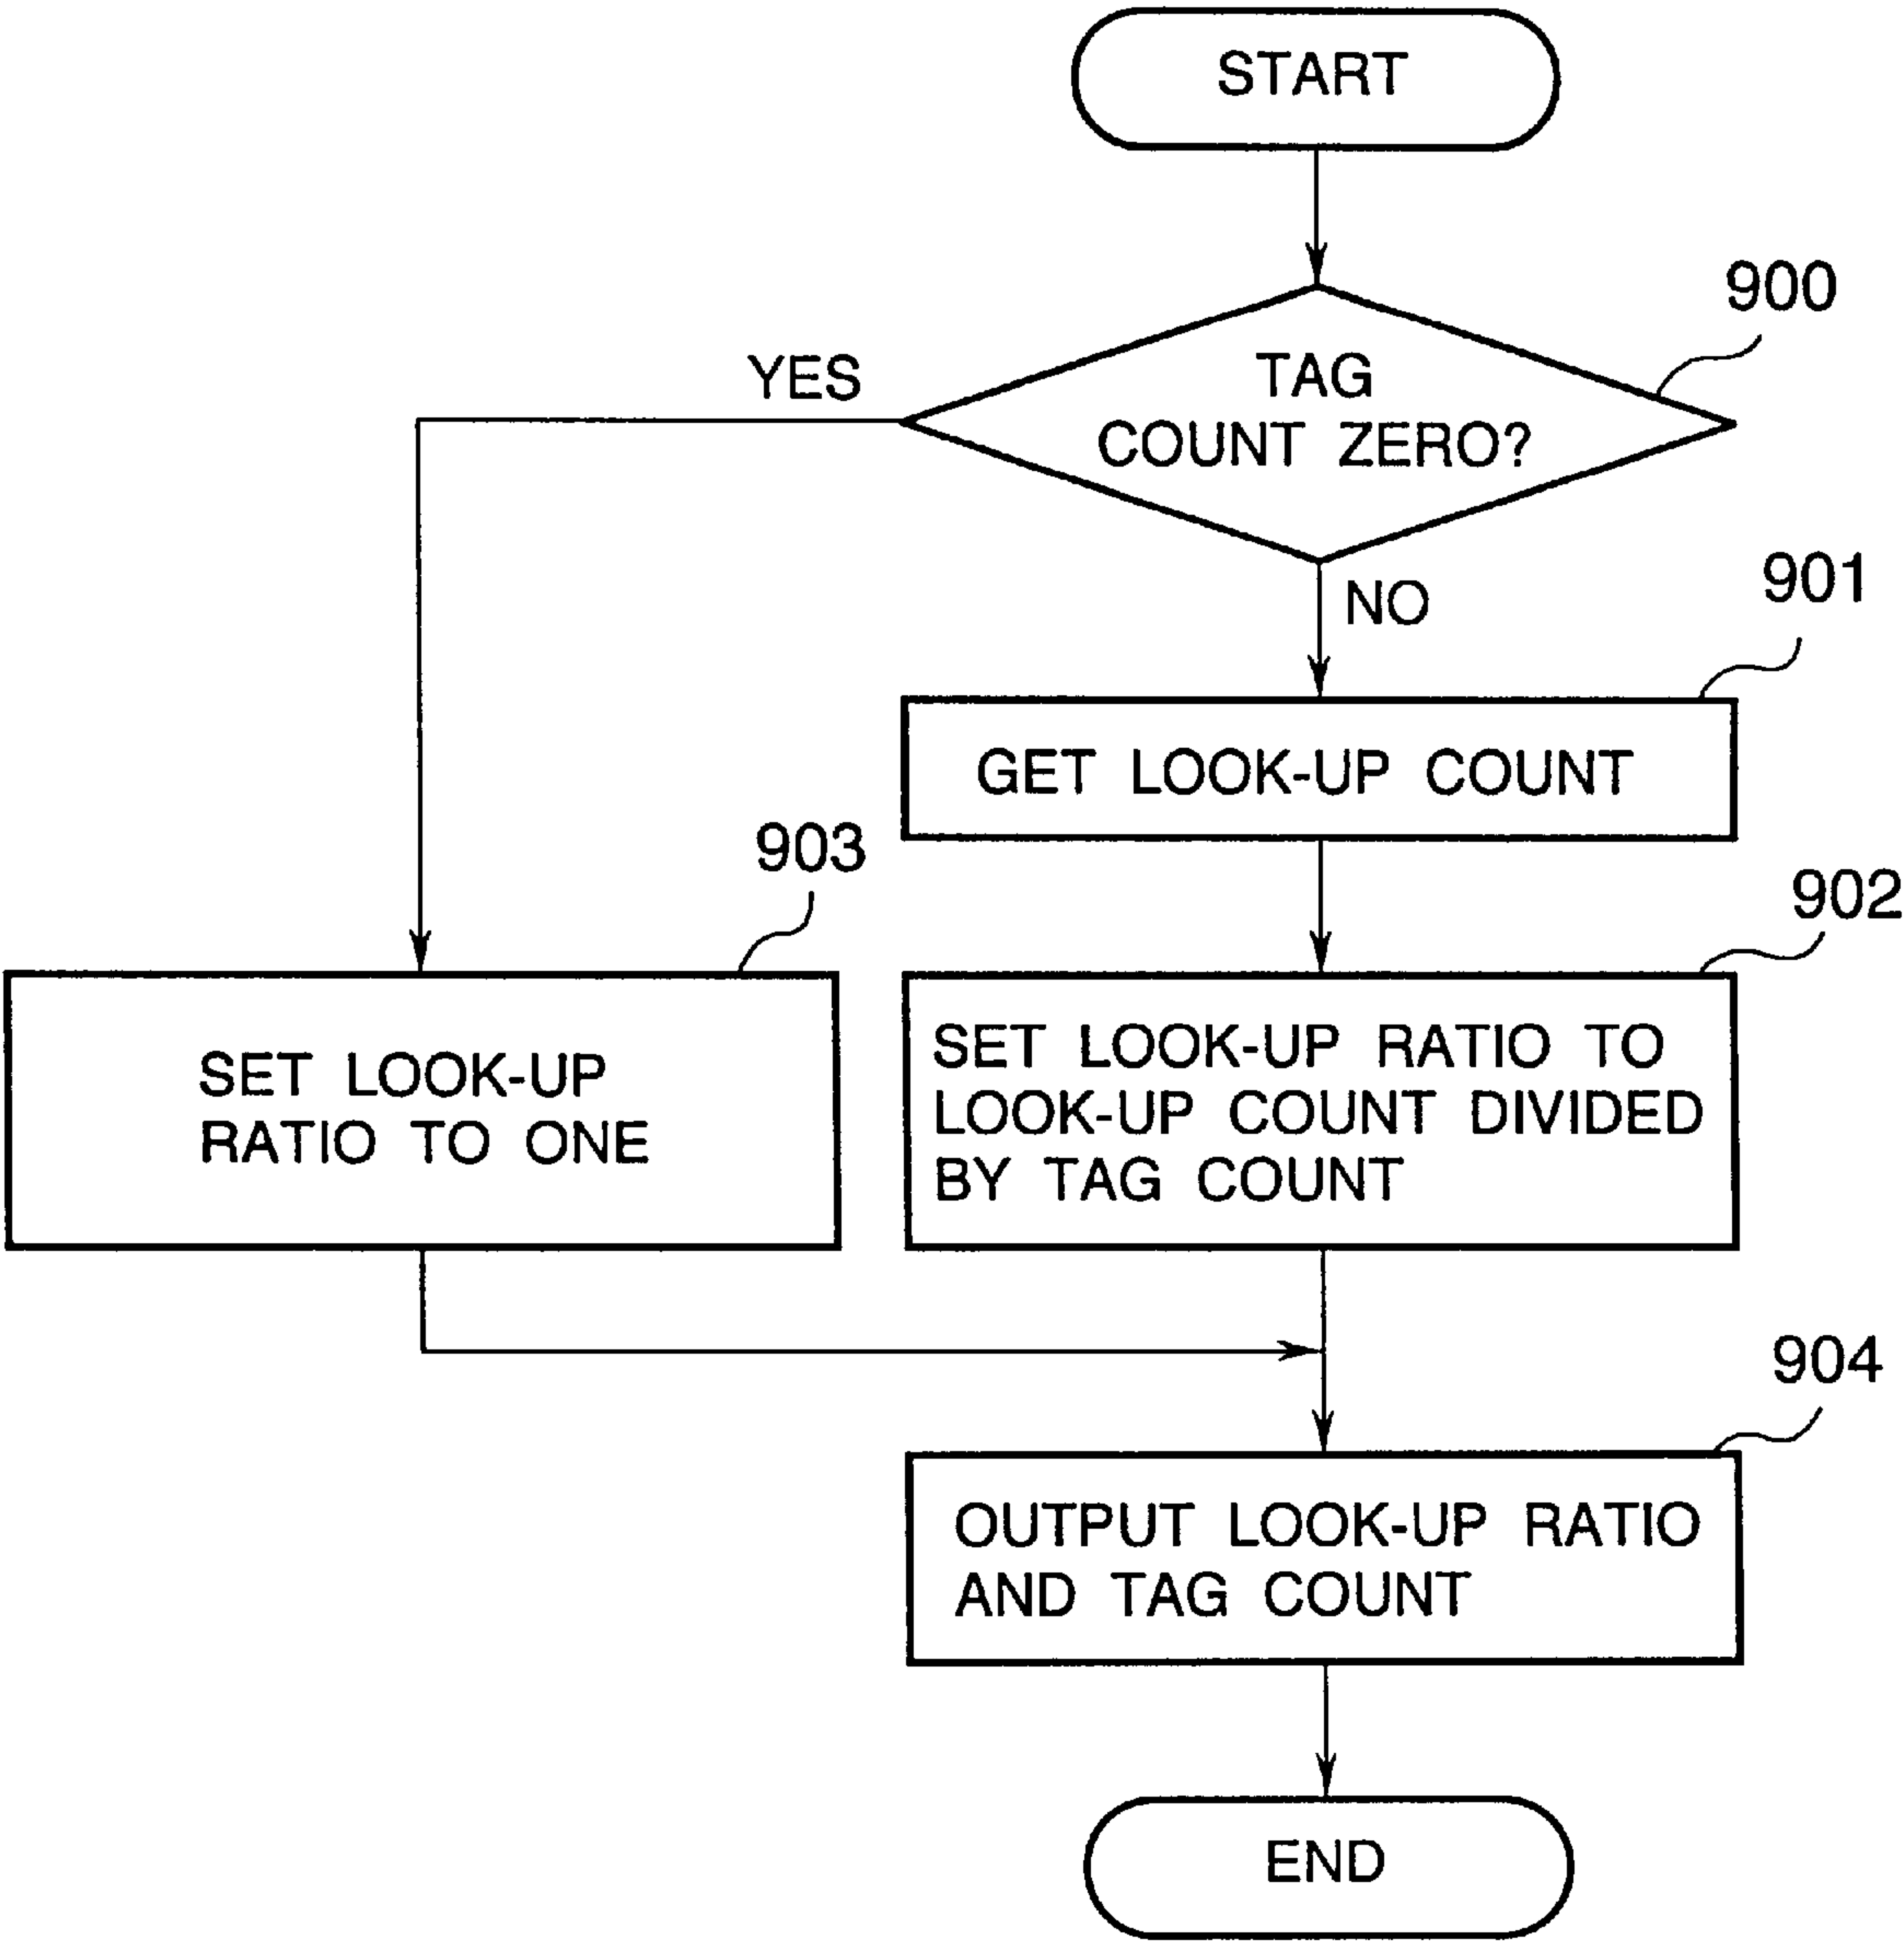 START
900
YES
TAG
COUNT ZERO?
NO
901
GET LOOK-UP COUNT
903
902
SET LOOK-UP
RATIO TO ONE
SET LOOK-UP RATIO TO
LOOK-UP COUNT DIVIDED
BY TAG COUNT
904
OUTPUT LOOK-UP RATIO
AND TAG COUNT
END